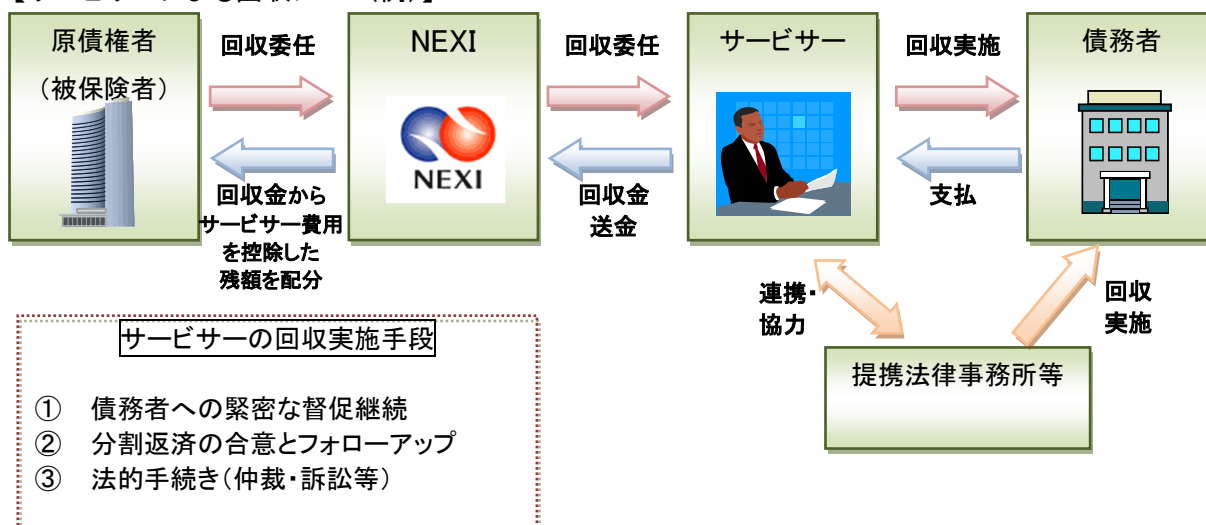 原債権者
(被保険者)
回収委任
NEXI
回収委任
サービサー
回収実施
債務者
NEXI
回収金から
サービサー費用
を控除した
残額を配分
回収金
送金
支払
連携・
協力
回収
実施
提携法律事務所等
サービサーの回収実施手段
① 債務者への緊密な督促継続
② 分割返済の合意とフォローアップ
③ 法的手続き(仲裁・訴訟等)